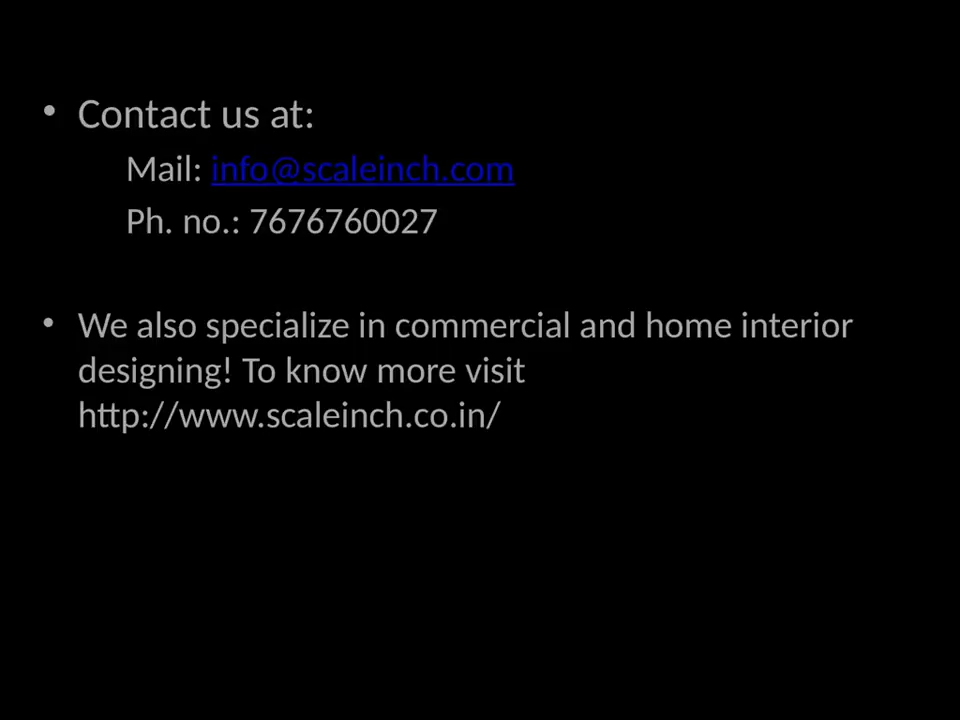 • Contact us at:
Mail: info@scaleinch.com
Ph. no.: 7676760027
• We also specialize in commercial and home interior
designing! To know more visit
http://www.scaleinch.co.in/